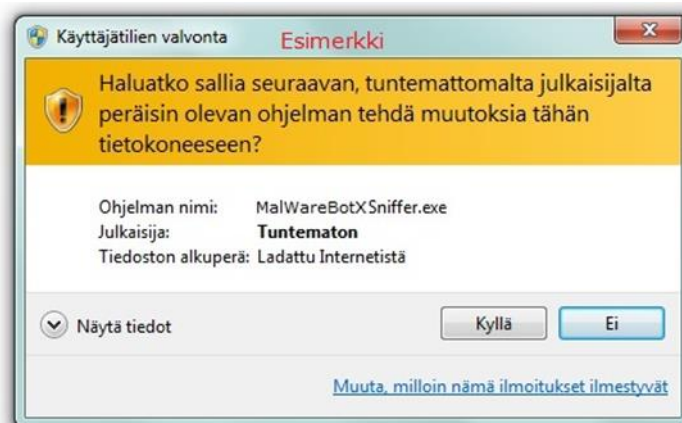 Käyttäjätilien valvonta Esimerkki
Haluatko sallia seuraavan, tuntemattomalta julkaisijalta
peräisin olevan ohjelman tehdä muutoksia tähän
tietokoneeseen?
Ohjelman nimi: MalWareBotXSniffer.exe
Julkaisija: Tuntematon
Tiedoston alkuperä: Ladattu Internetistä
Näytä tiedot Kyllä Ei
Muuta, milloin nämä ilmoitukset ilmestyvät